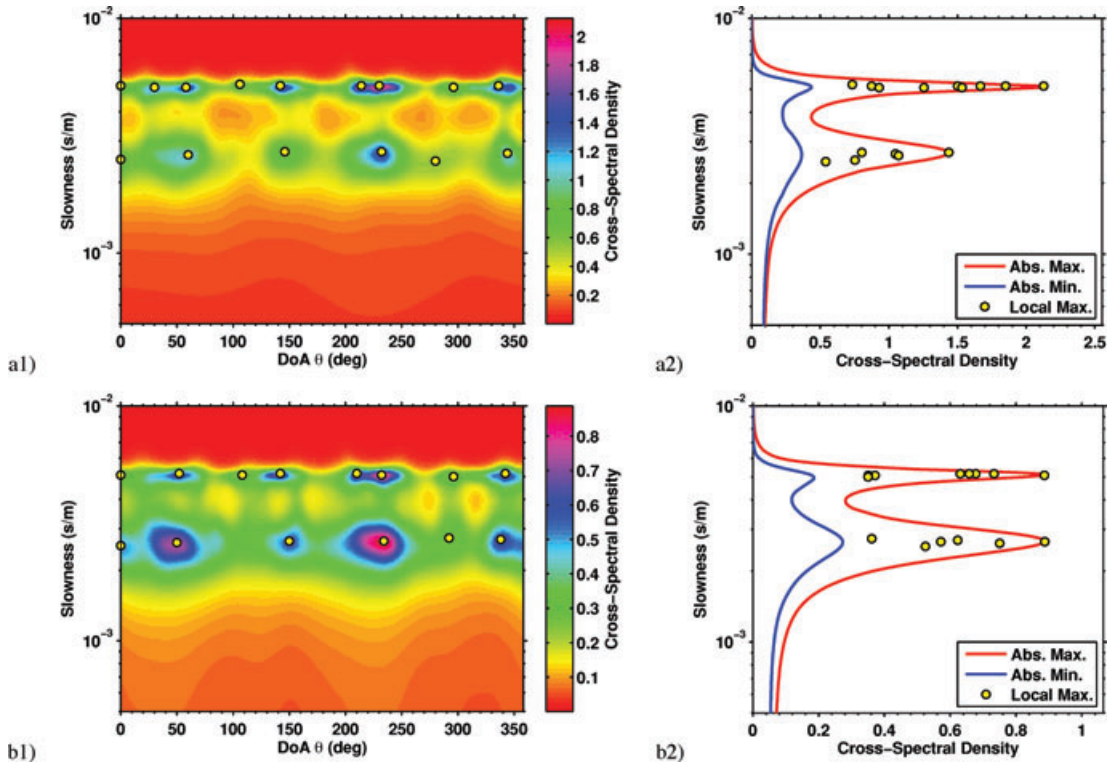 10⁻²
10⁻³
Slowness (s/m)
0 50 100 150 200 250 300 350
DoA θ (deg)
a1)
2
1.8
1.6
1.4
1.2
1
0.8
0.6
0.4
0.2
Cross-Spectral Density
10⁻²
10⁻³
Slowness (s/m)
Abs. Max.
Abs. Min.
Local Max.
0 0.5 1 1.5 2 2.5
Cross-Spectral Density
a2)
10⁻²
10⁻³
Slowness (s/m)
0 50 100 150 200 250 300 350
DoA θ (deg)
b1)
0.8
0.7
0.6
0.5
0.4
0.3
0.2
0.1
Cross-Spectral Density
10⁻²
10⁻³
Slowness (s/m)
Abs. Max.
Abs. Min.
Local Max.
0 0.2 0.4 0.6 0.8 1
Cross-Spectral Density
b2)